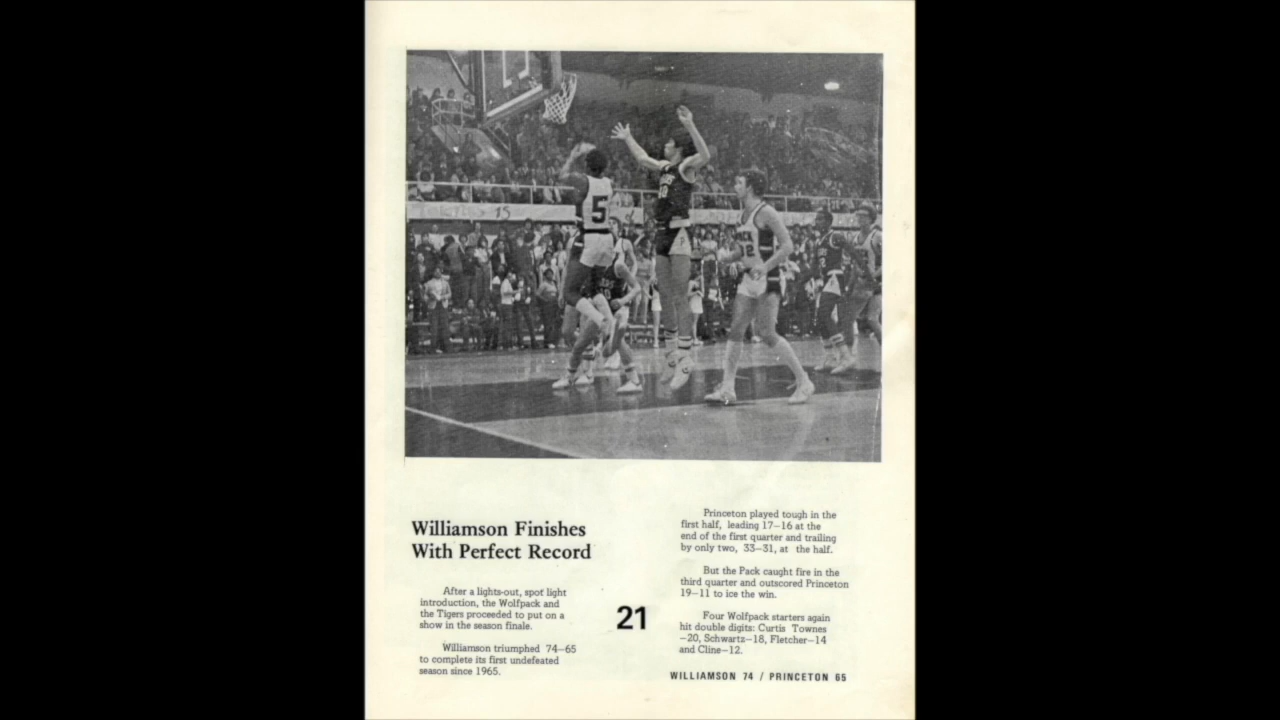 5
Williamson Finishes
With Perfect Record
After a lights-out, spot light
introduction, the Wolfpack and
the Tigers proceeded to put on a
show in the season finale.
Williamson triumphed 74–65
to complete its first undefeated
season since 1965.
21
Princeton played tough in the
first half, leading 17–16 at the
end of the first quarter and trailing
by only two, 33–31, at the half.
But the Pack caught fire in the
third quarter and outscored Princeton
19–11 to ice the win.
Four Wolfpack starters again
hit double digits: Curtis Townes
–20, Schwartz–18, Fletcher–14
and Cline–12.
WILLIAMSON 74 / PRINCETON 65